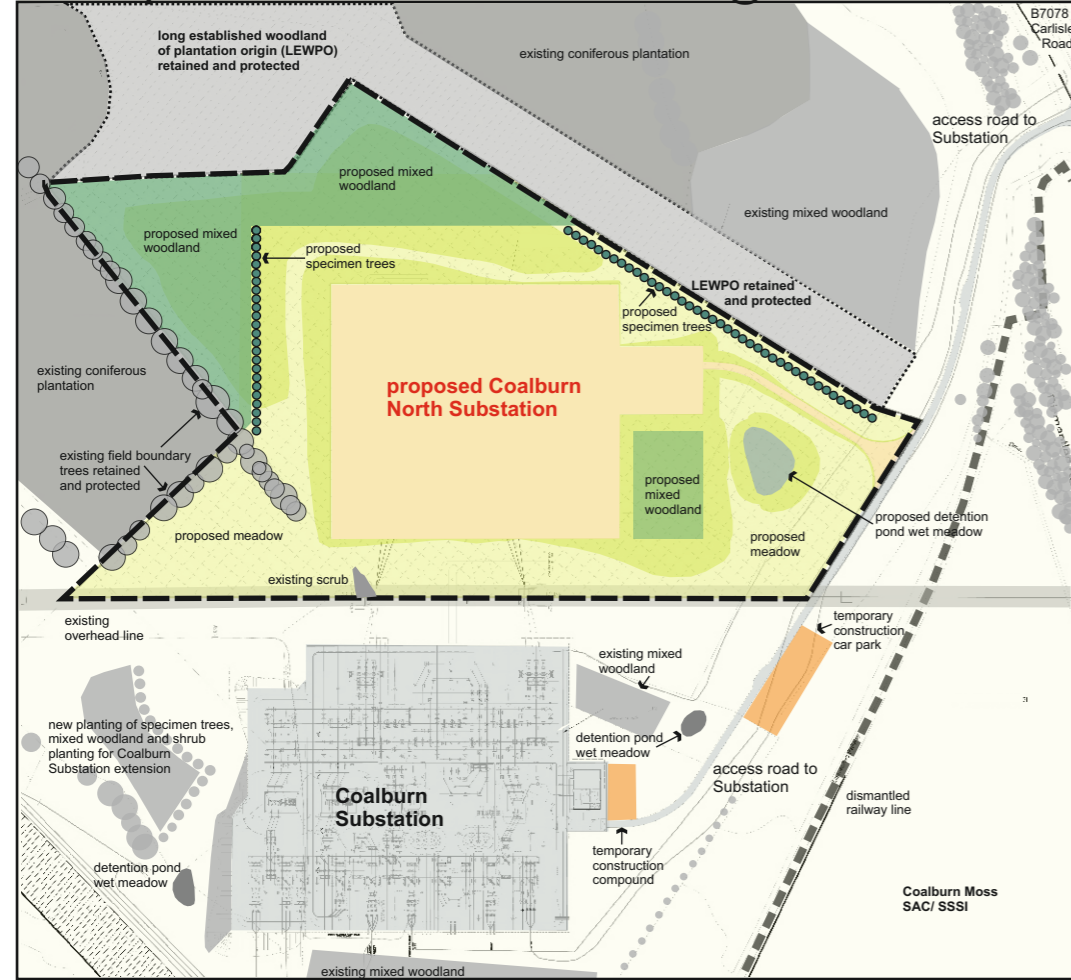 B7078
Carlisle
Road
long established woodland
of plantation origin (LEWPO)
retained and protected
existing coniferous plantation
access road to
Substation
proposed mixed
woodland
existing mixed woodland
proposed mixed
woodland
proposed
specimen trees
LEWPO retained
and protected
proposed
specimen trees
existing coniferous
plantation
proposed Coalburn
North Substation
existing field boundary
trees retained
and protected
proposed
mixed
woodland
proposed detention
pond wet meadow
proposed meadow
proposed
meadow
existing scrub
existing
overhead line
temporary
construction
car park
existing mixed
woodland
new planting of specimen trees,
mixed woodland and shrub
planting for Coalburn
Substation extension
detention pond
wet meadow
access road to
Substation
Coalburn
Substation
dismantled
railway line
temporary
construction
compound
detention pond
wet meadow
Coalburn Moss
SAC/ SSSI
existing mixed woodland